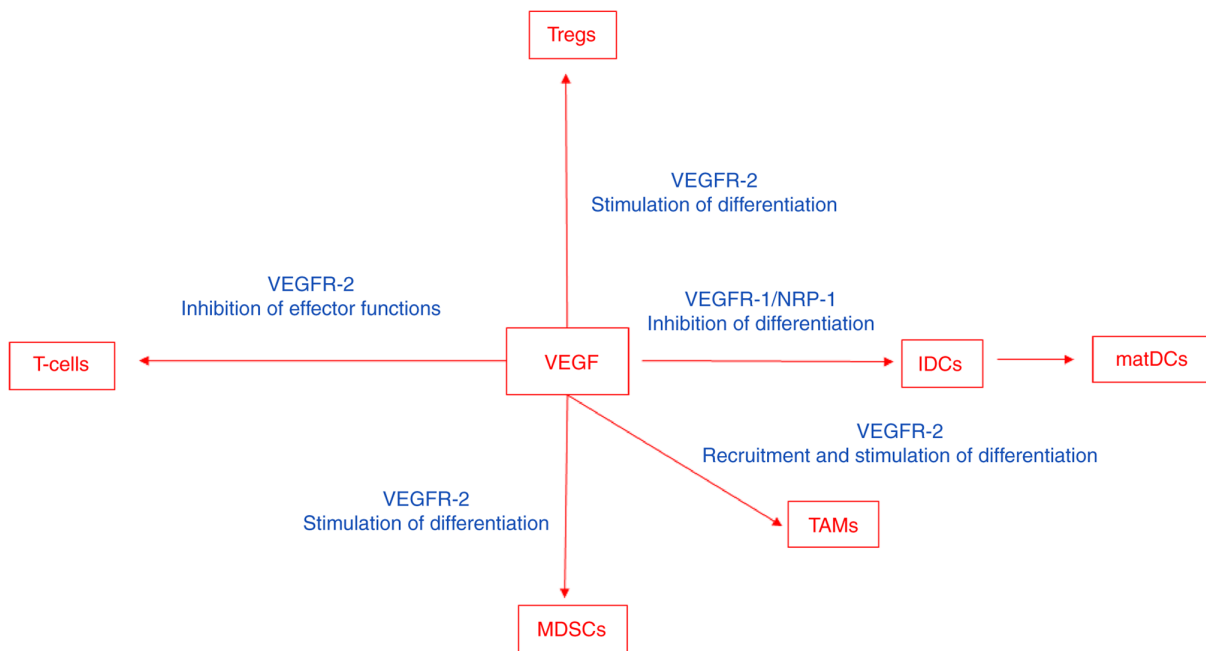 Tregs
VEGFR-2
Stimulation of differentiation
VEGFR-2
Inhibition of effector functions
VEGFR-1/NRP-1
Inhibition of differentiation
T-cells
VEGF
IDCs
matDCs
VEGFR-2
Recruitment and stimulation of differentiation
VEGFR-2
Stimulation of differentiation
TAMs
MDSCs